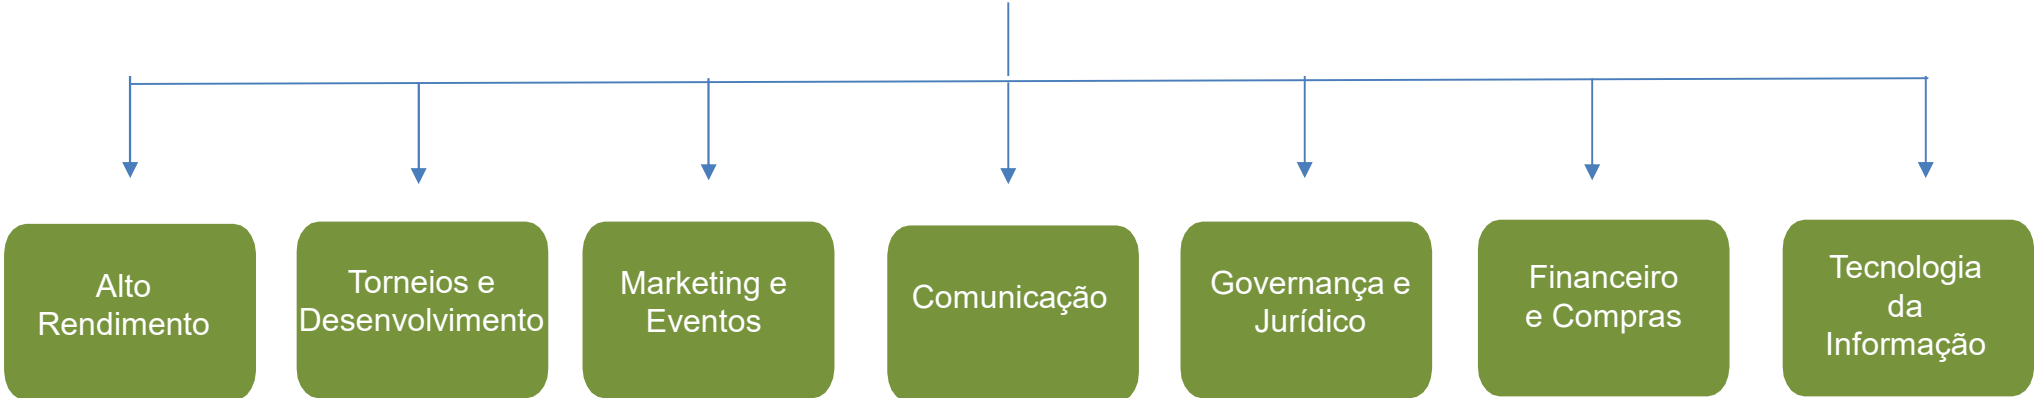 Alto
Rendimento
Torneios e
Desenvolvimento
Marketing e
Eventos
Comunicação
Governança e
Jurídico
Financeiro
e Compras
Tecnologia
da
Informação